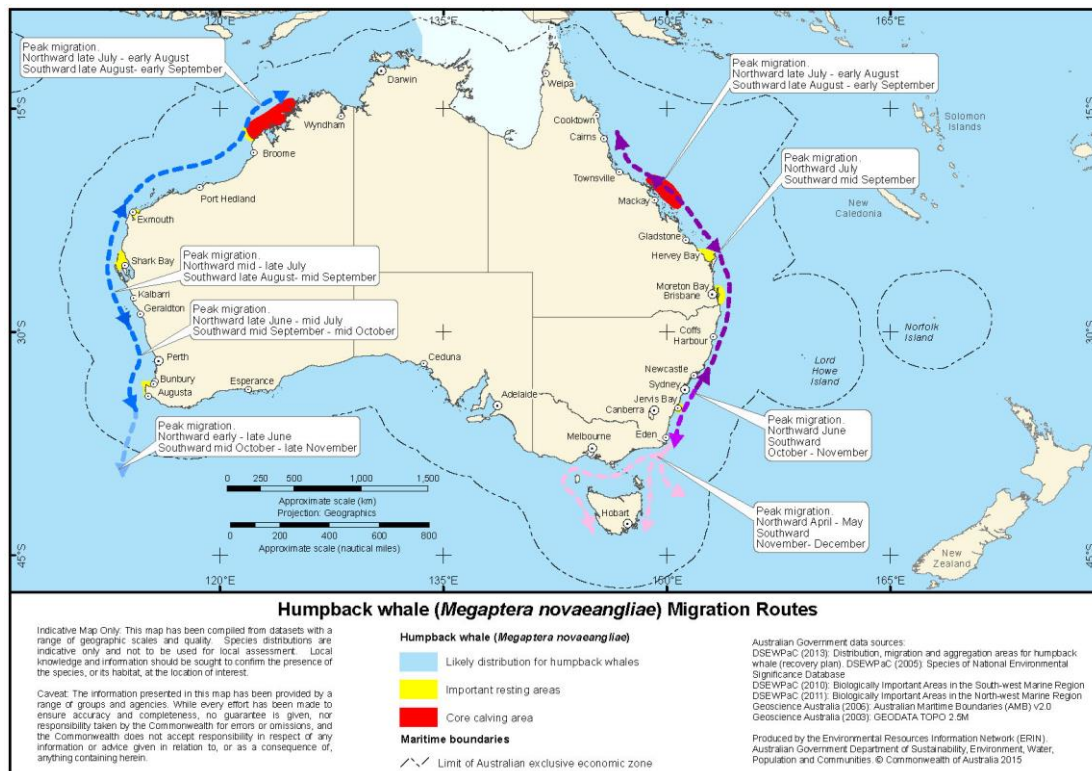 120°E
135°E
150°E
165°E
Peak migration.
Northward late July - early August
Southward late August- early September
Darwin
Weipa
Peak migration.
Northward late July - early August
Southward late August - early September
15°S
15°S
Wyndham
Cooktown
Cairns
Solomon
Islands
Broome
Peak migration.
Northward July
Southward mid September
Townsville
Port Hedland
Mackay
New
Caledonia
Exmouth
Gladstone
Hervey Bay
Shark Bay
Peak migration.
Northward mid - late July
Southward late August- mid September
Moreton Bay
Brisbane
Kalbarri
Geraldton
Peak migration.
Northward late June - mid July
Southward mid September - mid October
30°S
30°S
Coffs
Harbour
Norfolk
Island
Perth
Ceduna
Lord
Howe
Island
Newcastle
Bunbury
Augusta
Esperance
Sydney
Adelaide
Jervis Bay
Canberra
Peak migration.
Northward June
Southward
October - November
Peak migration.
Northward early - late June
Southward mid October - late November
Melbourne
Eden
0 250 500 1,000 1,500
Approximate scale (km)
Projection: Geographics
0 200 400 600 800
Approximate scale (nautical miles)
Hobart
Peak migration.
Northward April - May
Southward
November- December
45°S
45°S
New
Zealand
120°E
135°E
150°E
165°E
Humpback whale (Megaptera novaeangliae) Migration Routes
Indicative Map Only: This map has been compiled from datasets with a
range of geographic scales and quality. Species distributions are
indicative only and not to be used for local assessment. Local
knowledge and information should be sought to confirm the presence of
the species, or its habitat, at the location of interest.
Caveat: The information presented in this map has been provided by a
range of groups and agencies. While every effort has been made to
ensure accuracy and completeness, no guarantee is given, nor
responsibility taken by the Commonwealth for errors or omissions, and
the Commonwealth does not accept responsibility in respect of any
information or advice given in relation to, or as a consequence of,
anything containing herein.
Humpback whale (Megaptera novaeangliae)
Likely distribution for humpback whales
Important resting areas
Core calving area
Maritime boundaries
Limit of Australian exclusive economic zone
Australian Government data sources:
DSEWPaC (2013): Distribution, migration and aggregation areas for humpback
whale (recovery plan). DSEWPaC (2005): Species of National Environmental
Significance Database
DSEWPaC (2010): Biologically Important Areas in the South-west Marine Region
DSEWPaC (2011): Biologically Important Areas in the North-west Marine Region
Geoscience Australia (2006): Australian Maritime Boundaries (AMB) v2.0
Geoscience Australia (2003): GEODATA TOPO 2.5M
Produced by the Environmental Resources Information Network (ERIN).
Australian Government Department of Sustainability, Environment, Water,
Population and Communities. © Commonwealth of Australia 2015